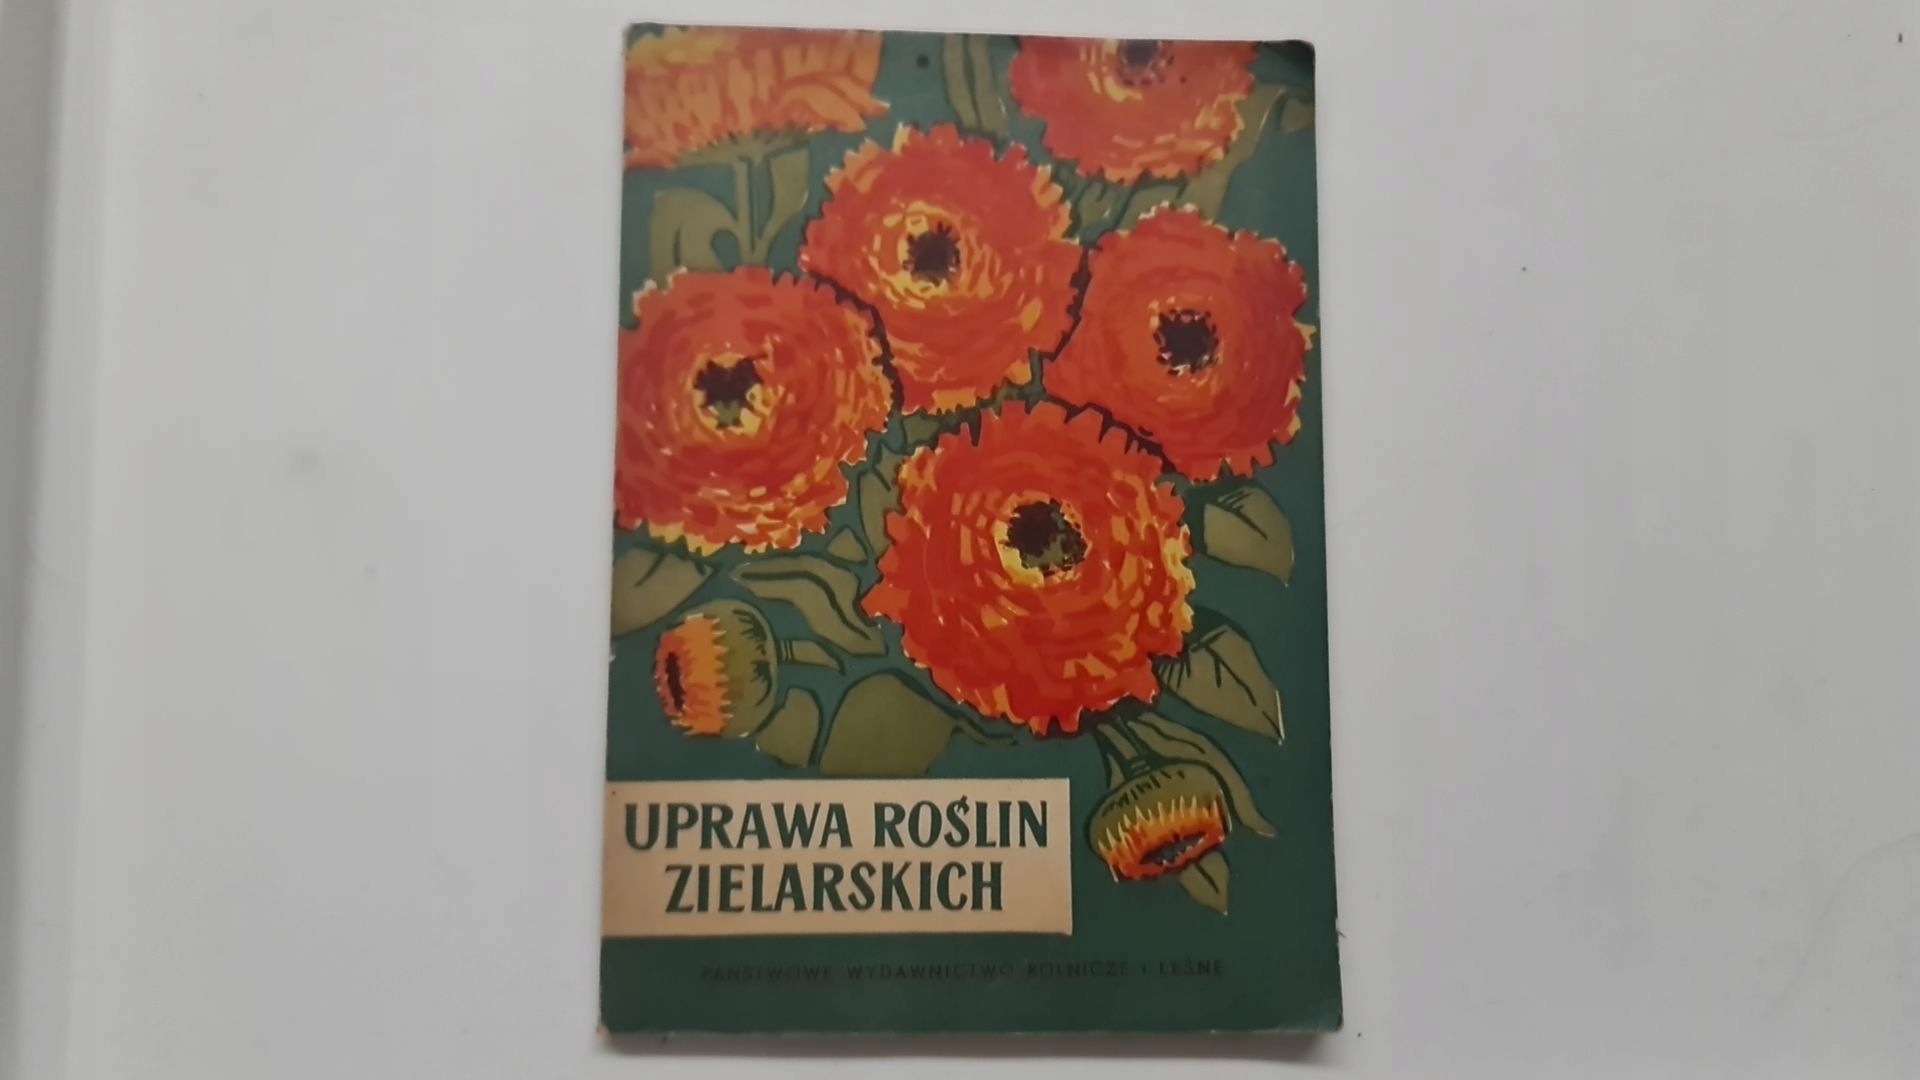 UPRAWA ROŚLIN
ZIELARSKICH
PAŃSTWOWE WYDAWNICTWO ROLNICZE i LEŚNE